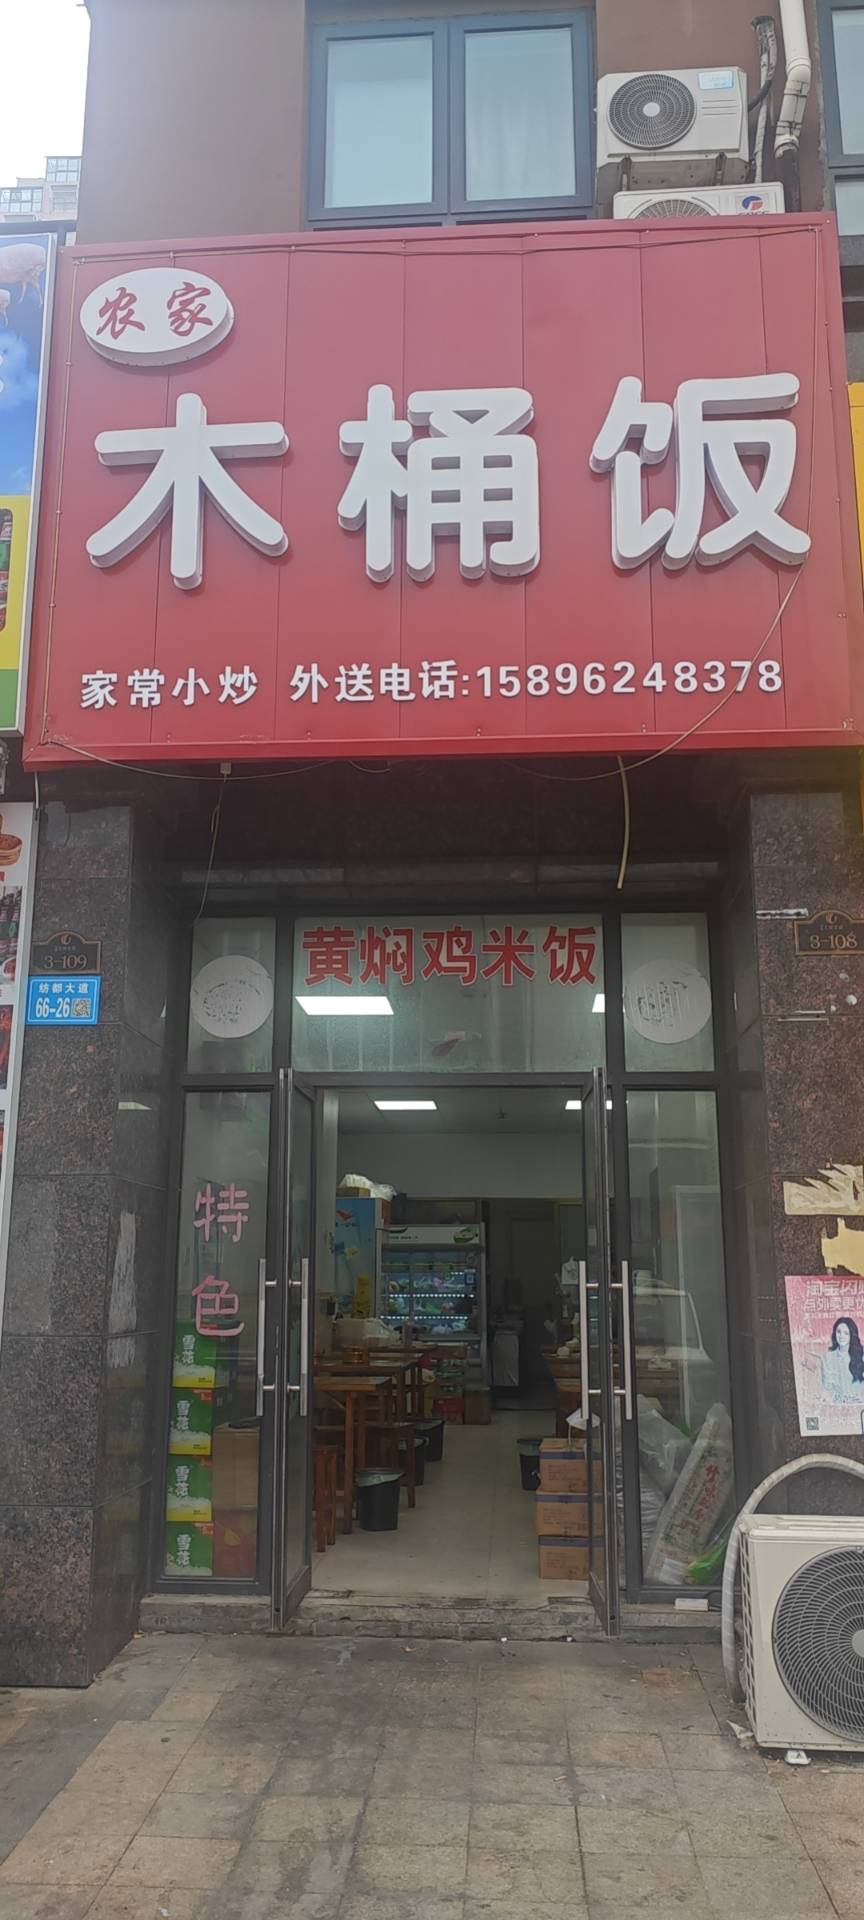 农家
木桶饭
家常小炒 外送电话:15896248378
黄焖鸡米饭
3-109
3-108
纺都大道
66-26
特色
雪花
雪花
雪花
雪花